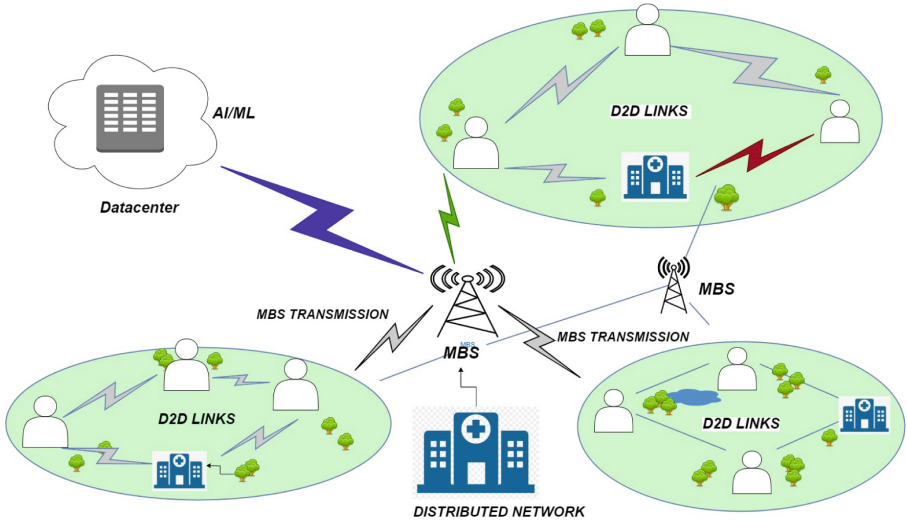 AI/ML
D2D LINKS
Datacenter
MBS
MBS TRANSMISSION
MBS TRANSMISSION
MBS
MBS
D2D LINKS
D2D LINKS
DISTRIBUTED NETWORK